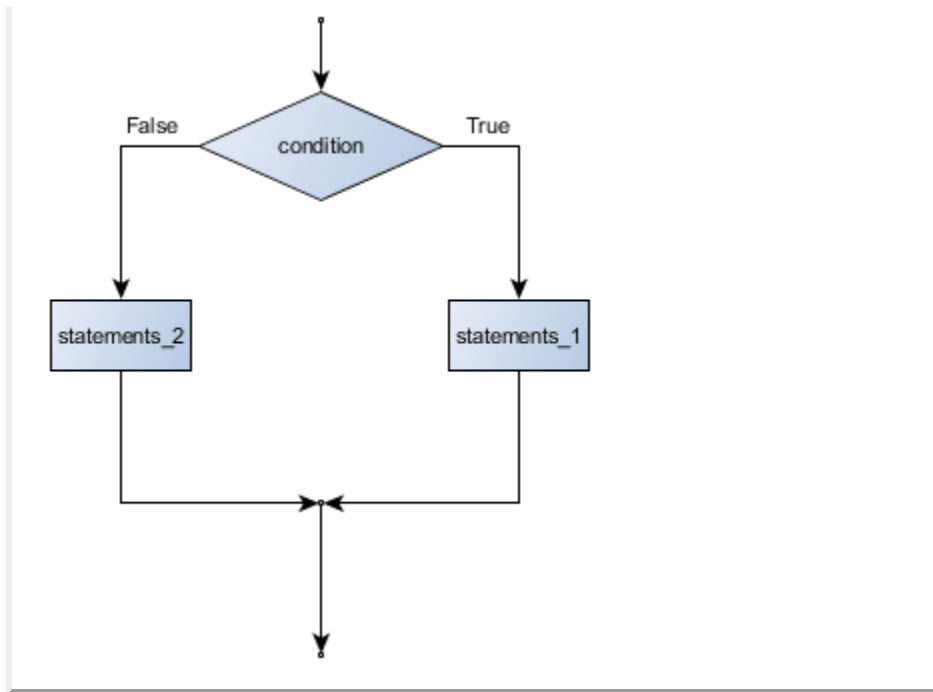 False
True
condition
statements_2
statements_1